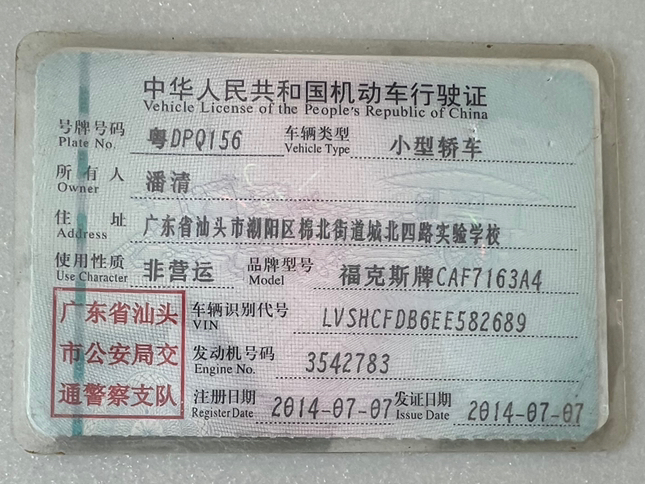 中华人民共和国机动车行驶证
Vehicle License of the People's Republic of China
号牌号码 粤DPQ156 车辆类型 小型轿车
Plate No. Vehicle Type
所有人 潘清
Owner
住址 广东省汕头市潮阳区棉北街道城北四路实验学校
Address
使用性质 非营运 品牌型号 福克斯牌CAF7163A4
Use Character Model
广东省汕头 车辆识别代号 LVSHCFDB6EE582689
VIN
市公安局交 发动机号码 3542783
Engine No.
通警察支队 注册日期 2014-07-07 发证日期 2014-07-07
Register Date Issue Date